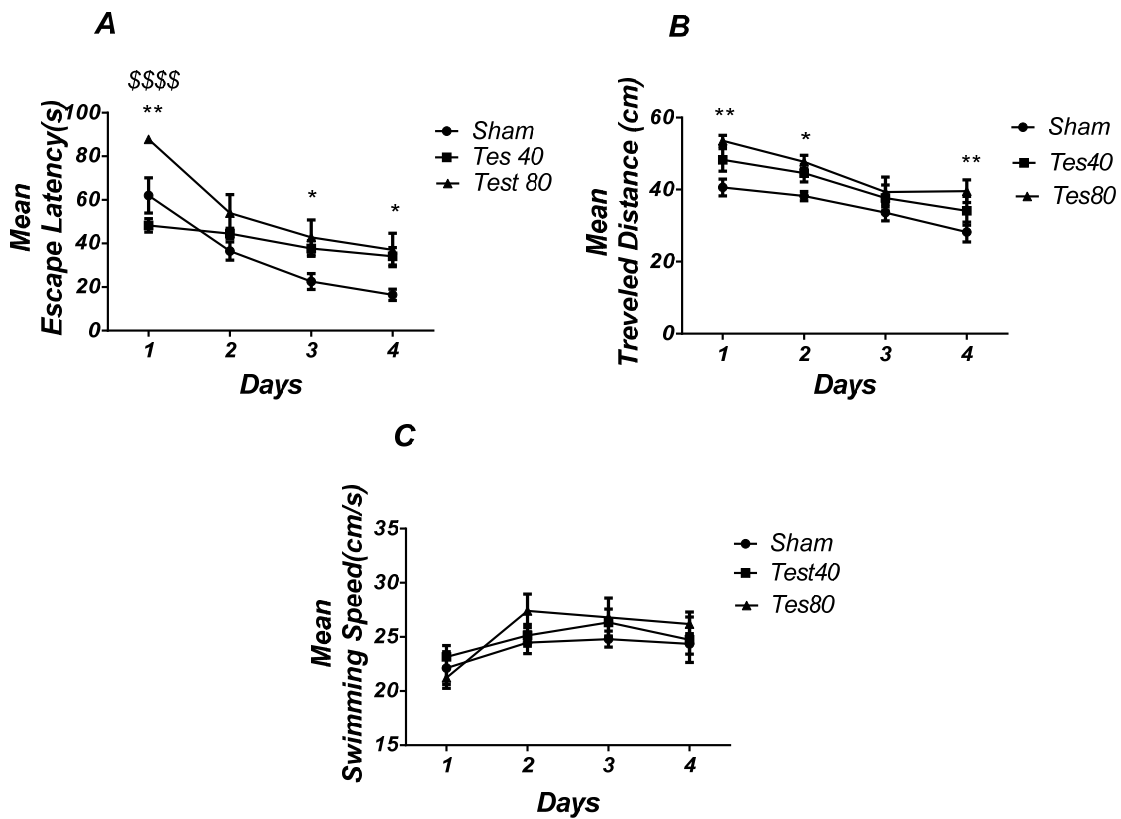 A
$$$$
**
*
*
Mean
Escape Latency(s)
100
80
60
40
20
0
1 2 3 4
Days
Sham
Tes 40
Test 80
B
**
*
**
Mean
Treveled Distance (cm)
60
40
20
0
1 2 3 4
Days
Sham
Tes40
Tes80
C
Mean
Swimming Speed(cm/s)
35
30
25
20
15
1 2 3 4
Days
Sham
Test40
Tes80